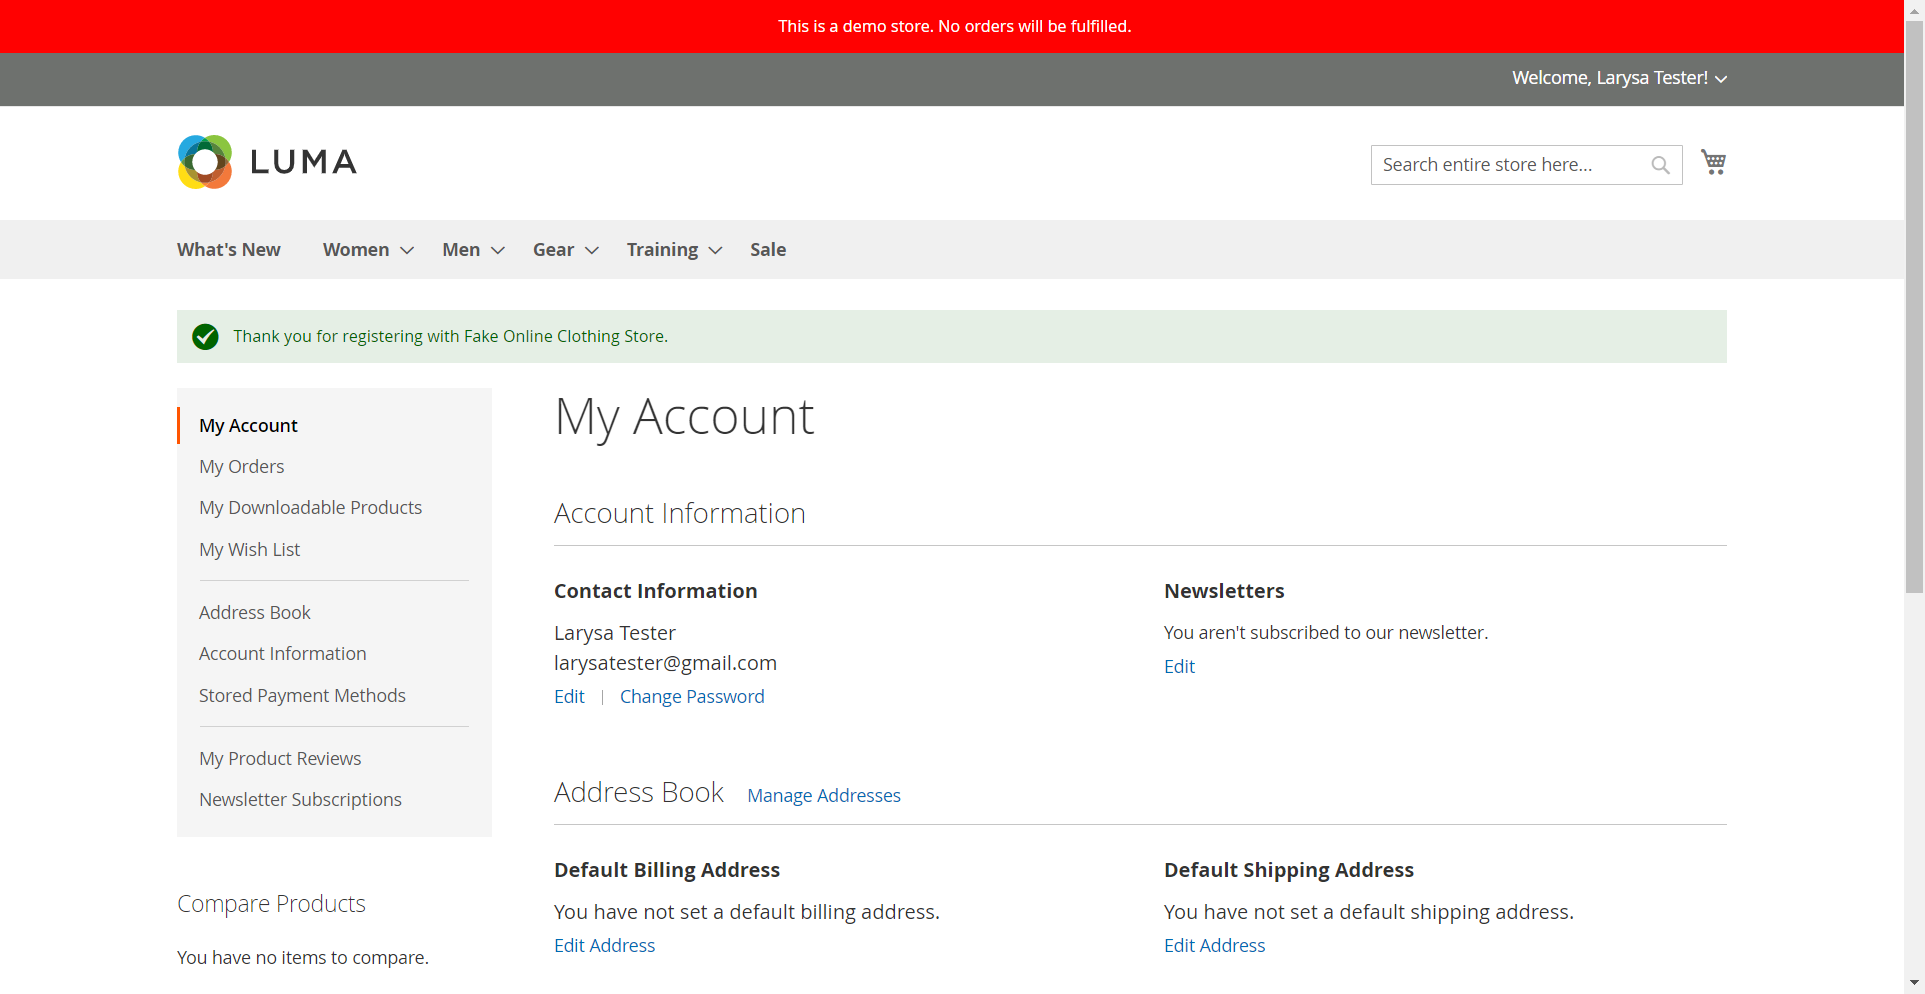 This is a demo store. No orders will be fulfilled.
Welcome, Larysa Tester!
LUMA
Search entire store here...
What's New Women Men Gear Training Sale
Thank you for registering with Fake Online Clothing Store.
My Account
My Orders
My Downloadable Products
My Wish List
Address Book
Account Information
Stored Payment Methods
My Product Reviews
Newsletter Subscriptions
Compare Products
You have no items to compare.
My Account
Account Information
Contact Information
Larysa Tester
larysatester@gmail.com
Edit | Change Password
Newsletters
You aren't subscribed to our newsletter.
Edit
Address Book Manage Addresses
Default Billing Address
You have not set a default billing address.
Edit Address
Default Shipping Address
You have not set a default shipping address.
Edit Address